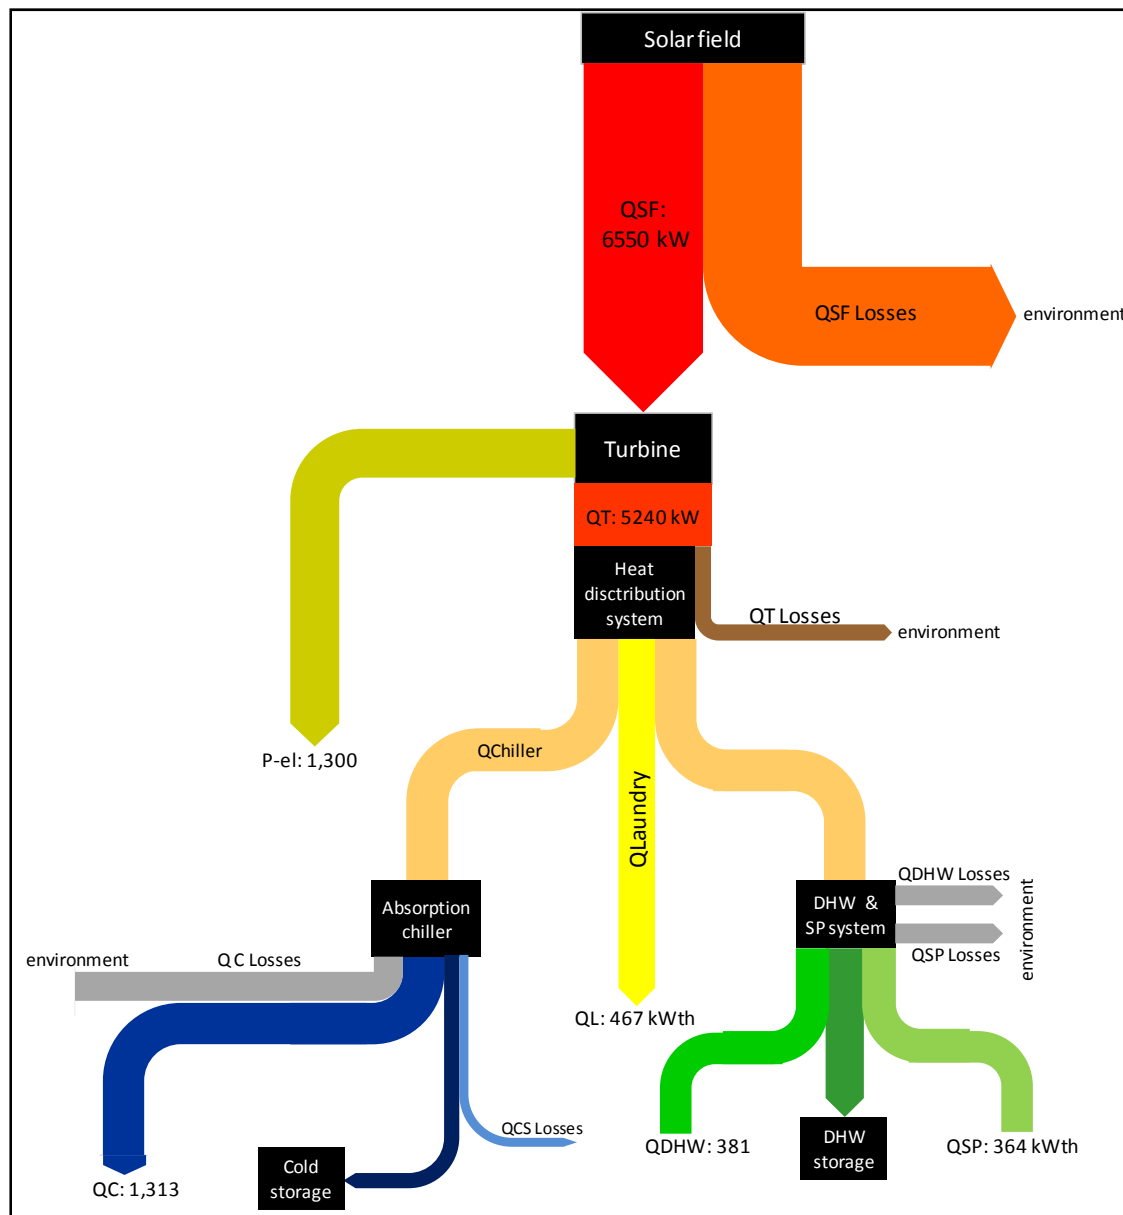 Solar field
QSF:
6550 kW
QSF Losses
environment
Turbine
QT: 5240 kW
Heat
disctribution
system
QT Losses
environment
P-el: 1,300
QChiller
QLaundry
QDHW Losses
Absorption
chiller
DHW &
SP system
environment
QSP Losses
environment
QC Losses
QL: 467 kWth
QCS Losses
QDHW: 381
DHW
storage
QSP: 364 kWth
Cold
storage
QC: 1,313